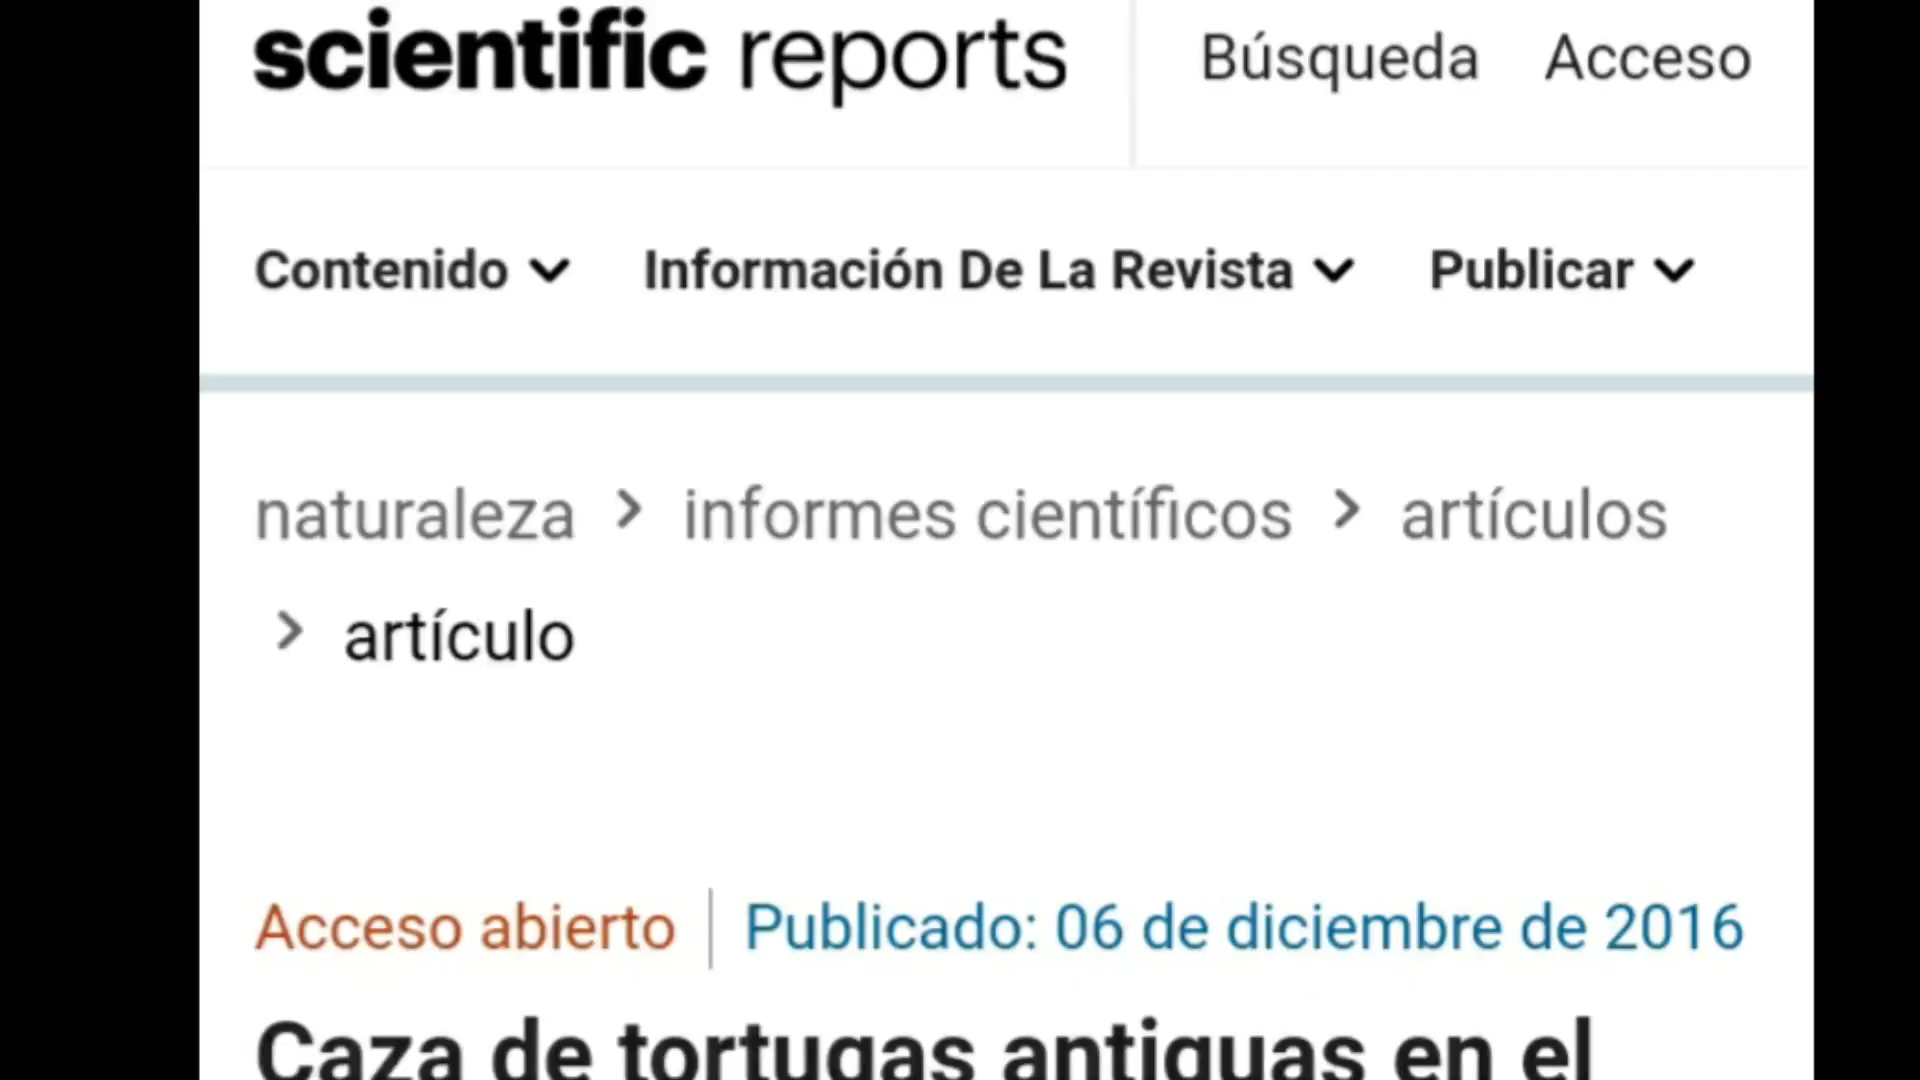 scientific reports
Búsqueda Acceso
Contenido Información De La Revista Publicar
naturaleza > informes científicos > artículos
> artículo
Acceso abierto | Publicado: 06 de diciembre de 2016
Caza de tortugas antiguas en el